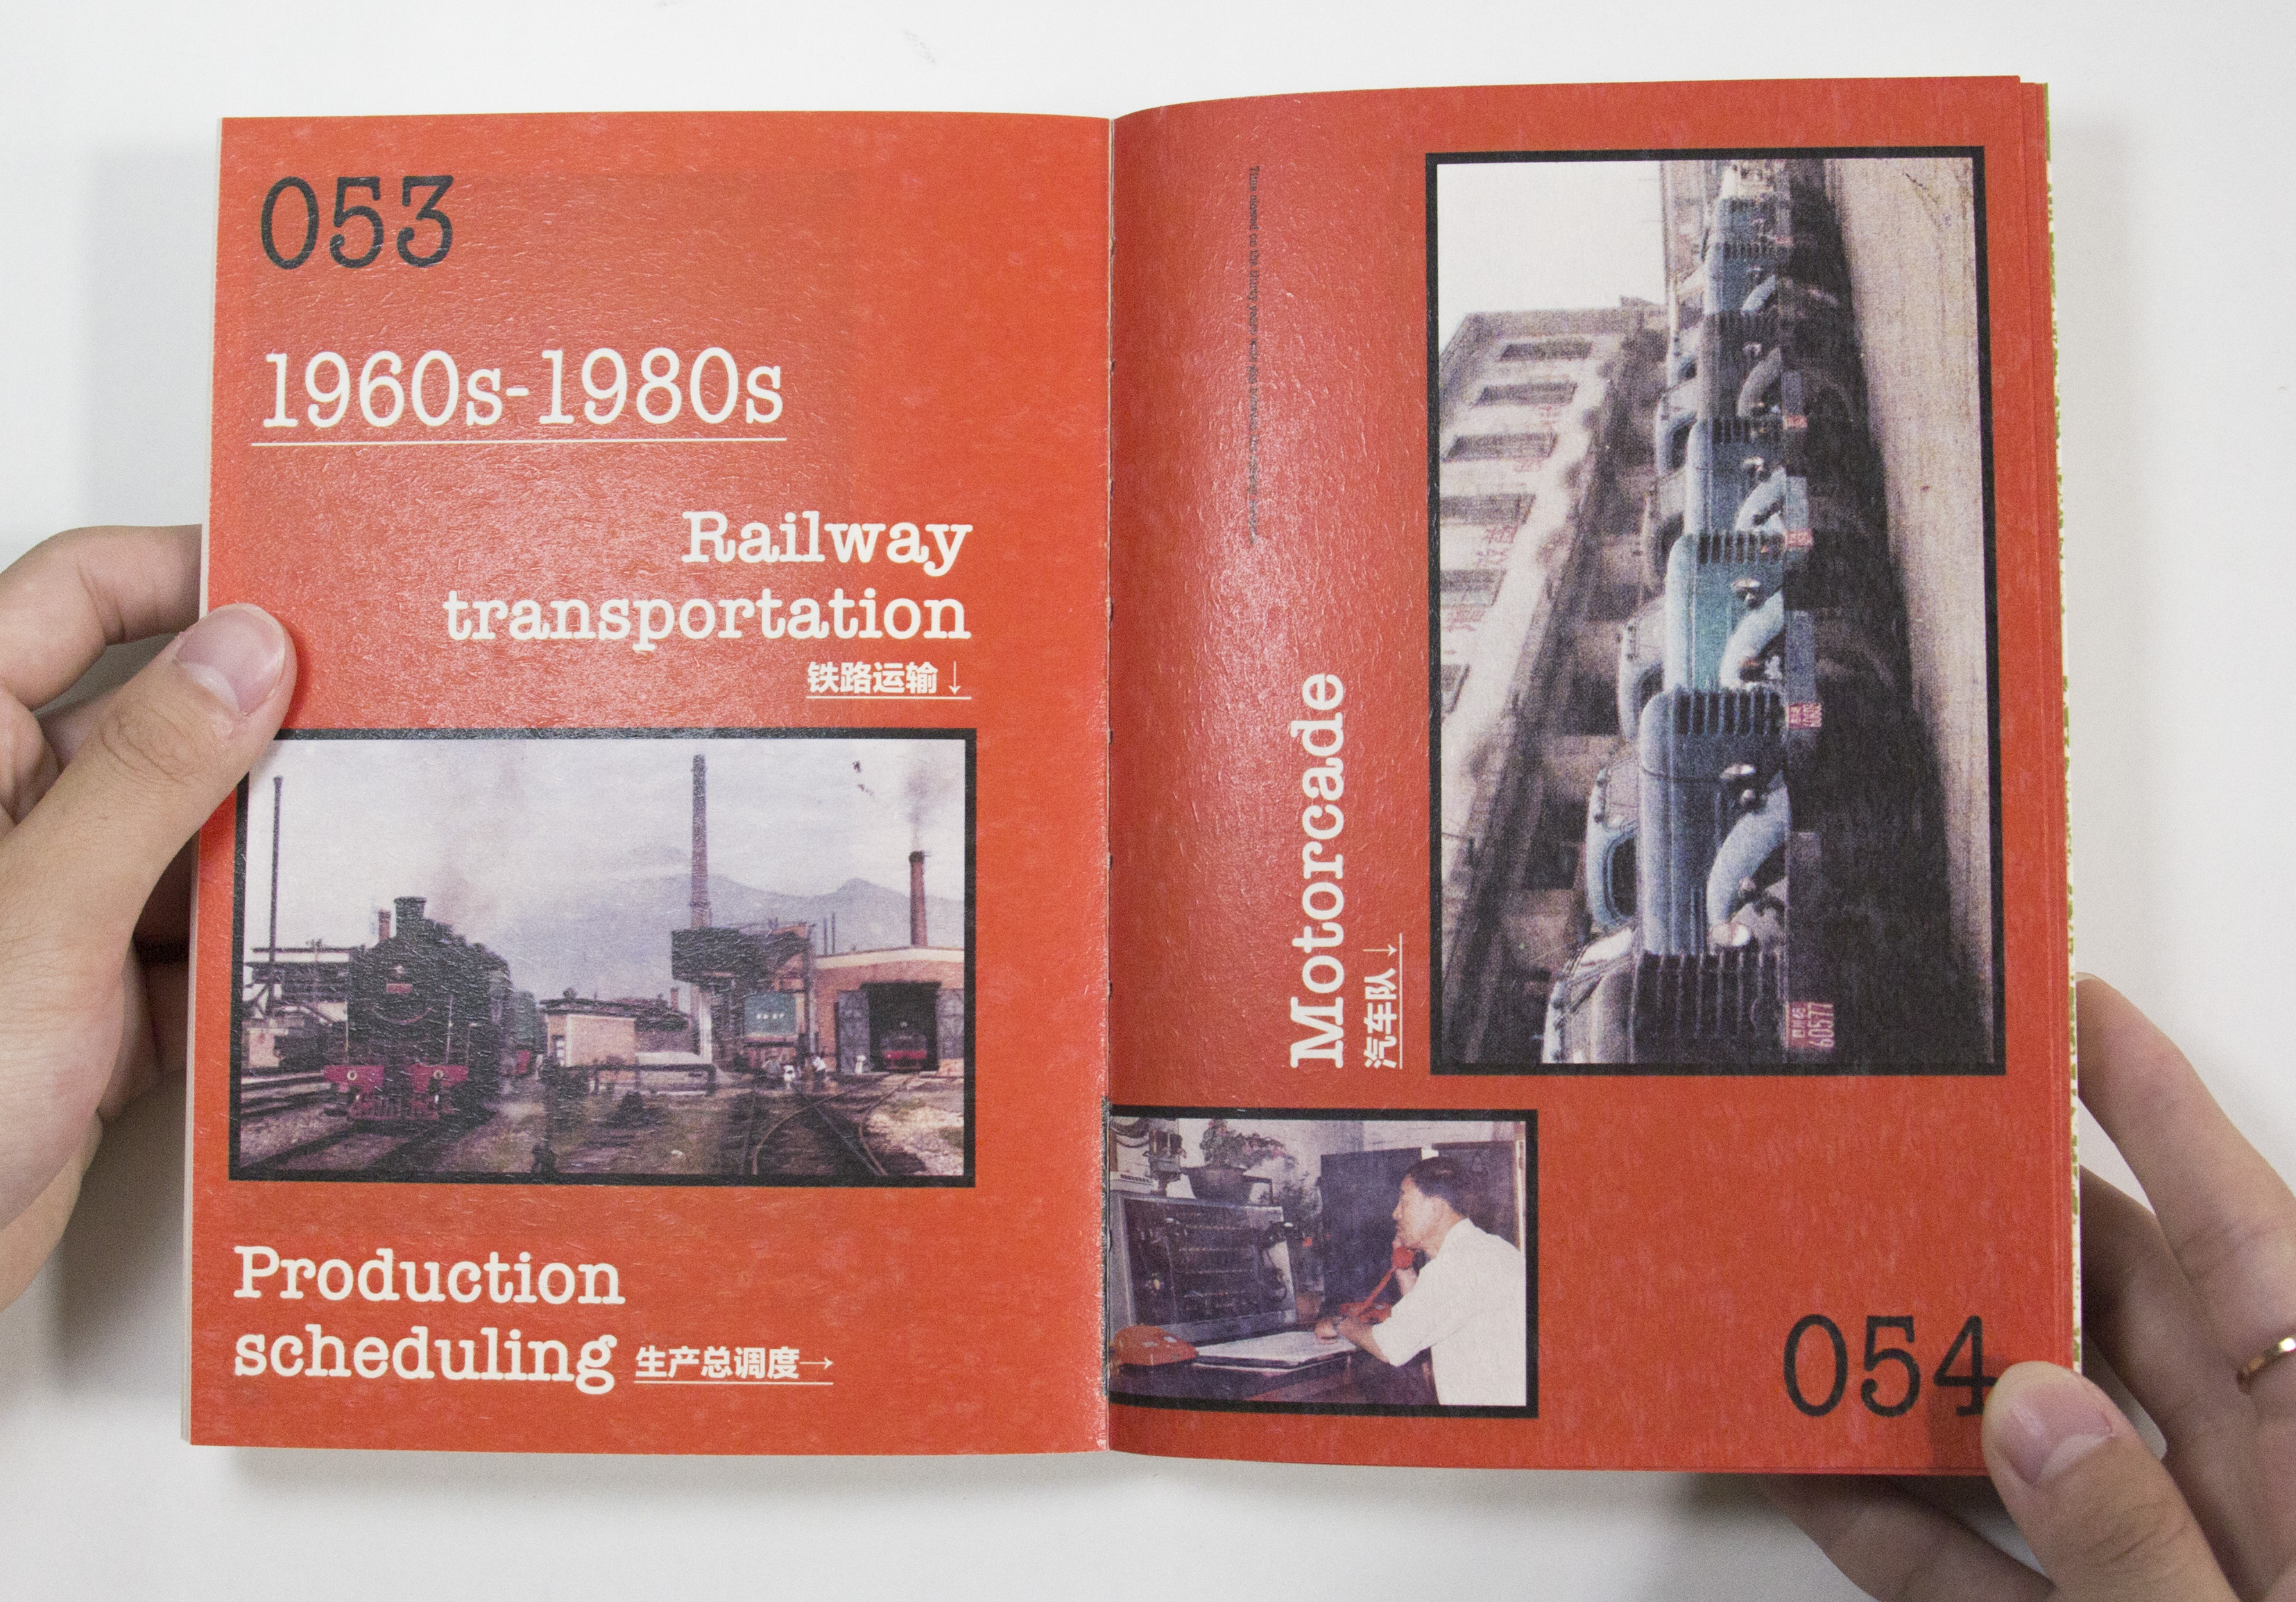 053
1960s-1980s
Railway
transportation
铁路运输↓
Production
scheduling 生产总调度→
Motorcade
汽车队↓
60577
054